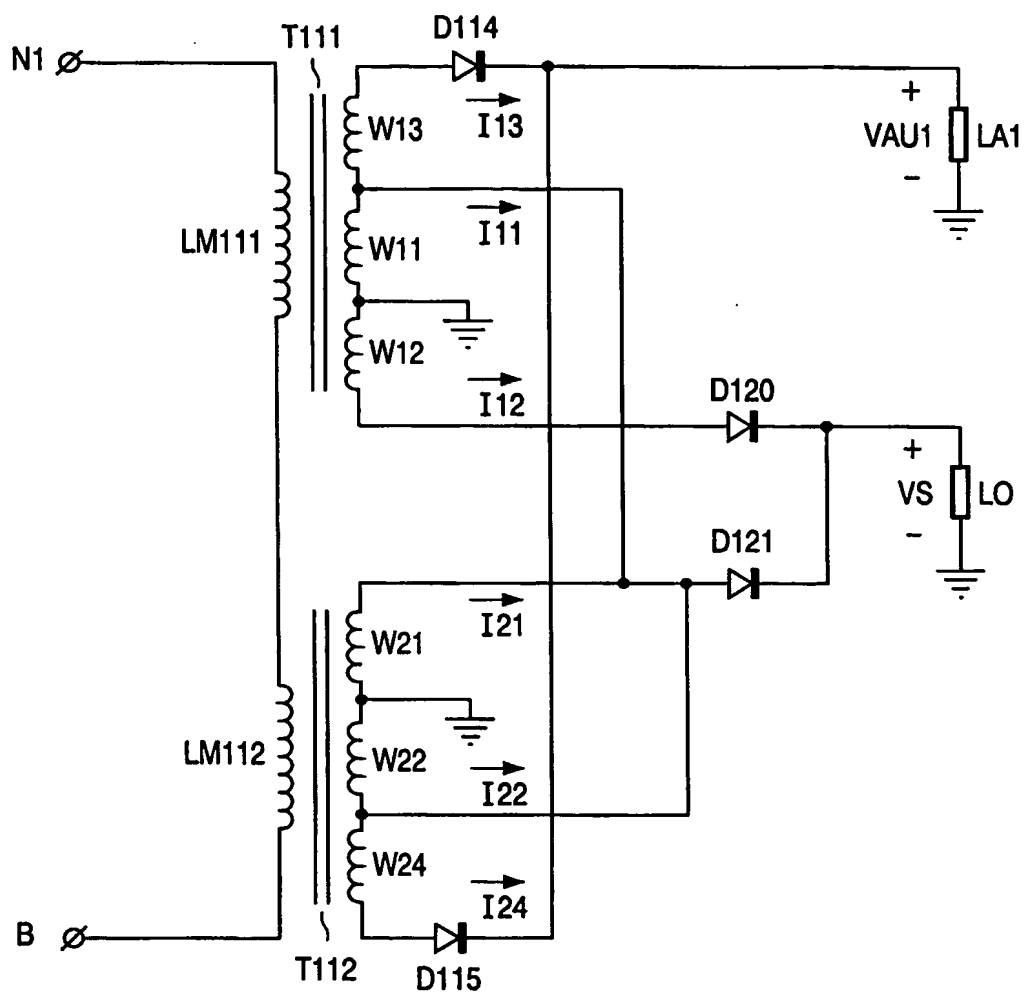 D114
T111
N1
+
I13
W13
VAU1
LA1
-
I11
LM111
W11
W12
I12
D120
+
VS
LO
-
D121
I21
W21
LM112
W22
I22
W24
I24
B
T112
D115